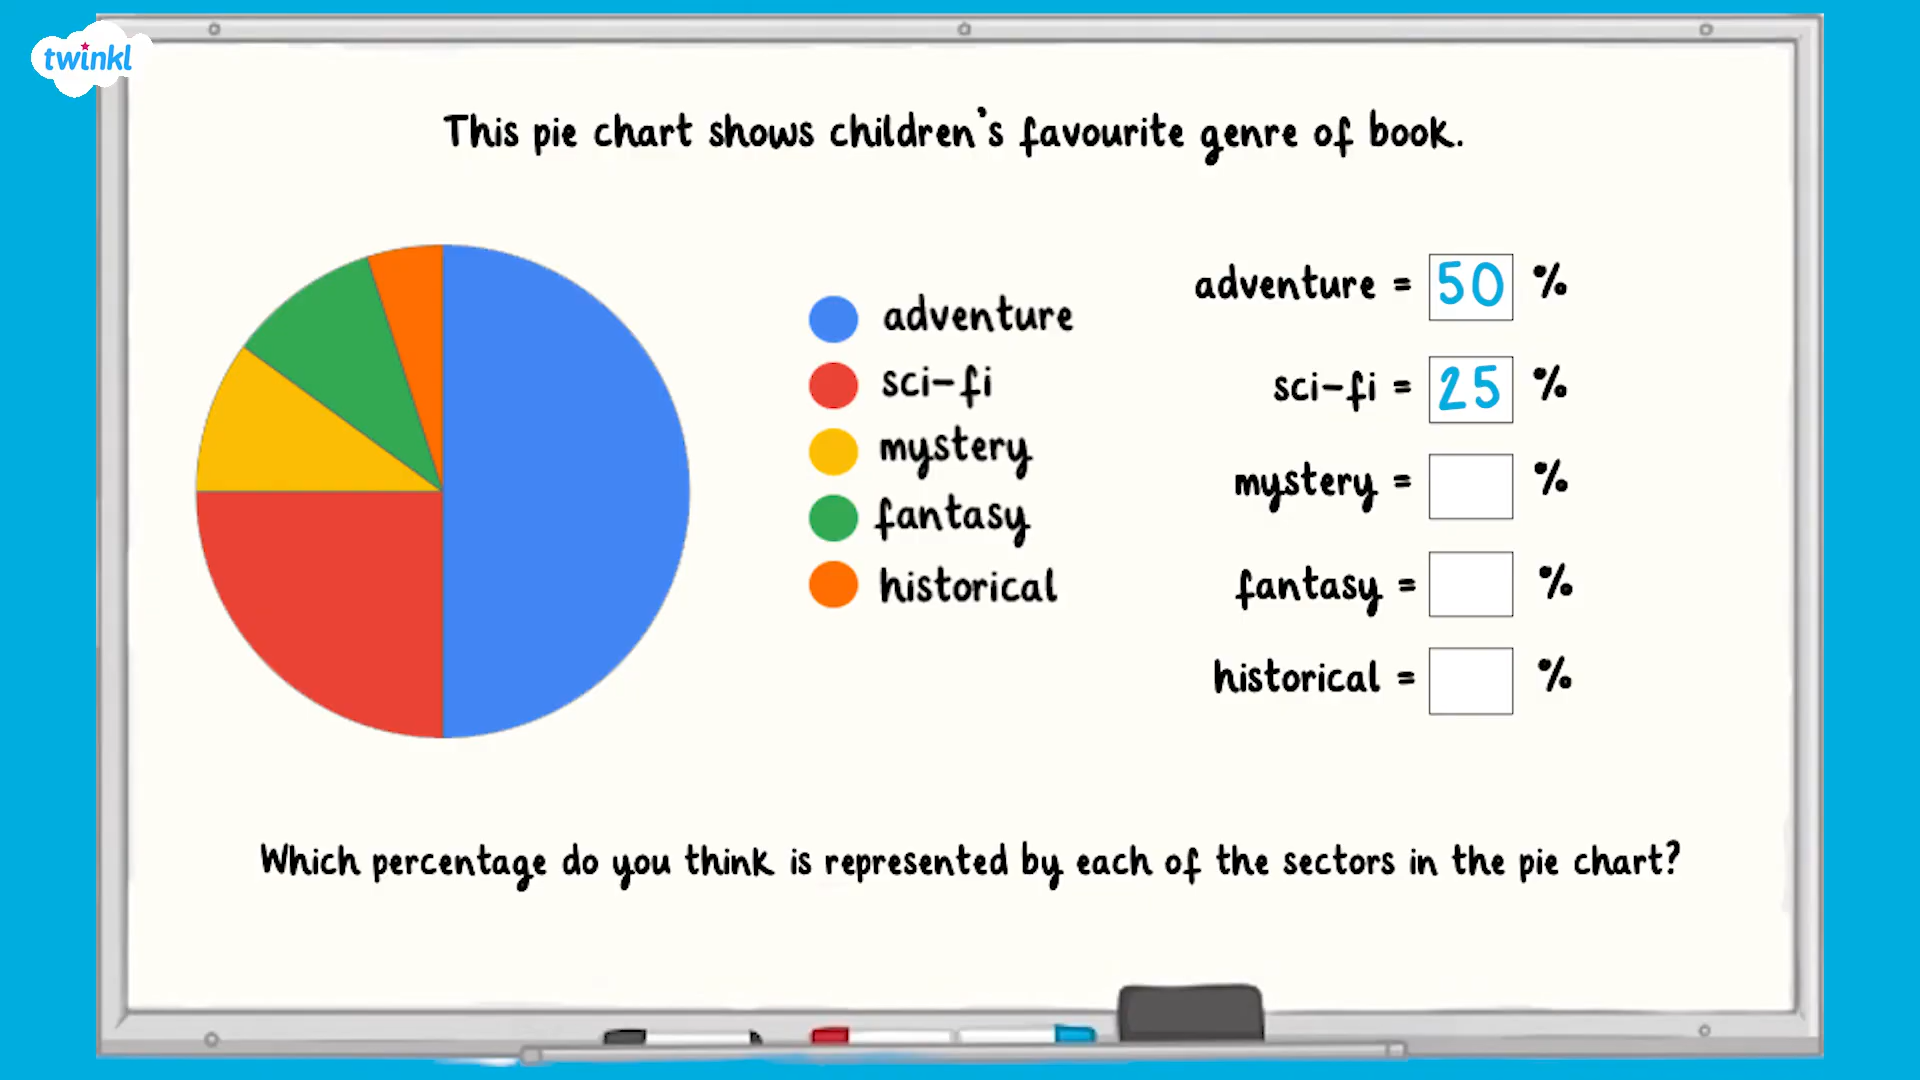 twinkl
This pie chart shows children's favourite genre of book.
adventure
sci-fi
mystery
fantasy
historical
adventure = 50 %
sci-fi = 25 %
mystery = %
fantasy = %
historical = %
Which percentage do you think is represented by each of the sectors in the pie chart?